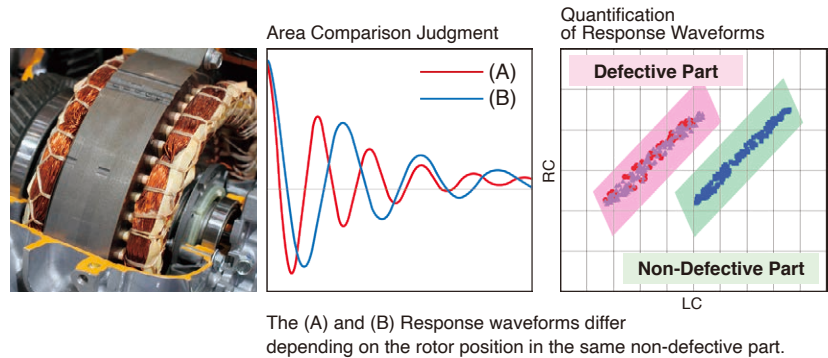 Area Comparison Judgment
(A)
(B)
Quantification
of Response Waveforms
Defective Part
RC
Non-Defective Part
LC
The (A) and (B) Response waveforms differ
depending on the rotor position in the same non-defective part.